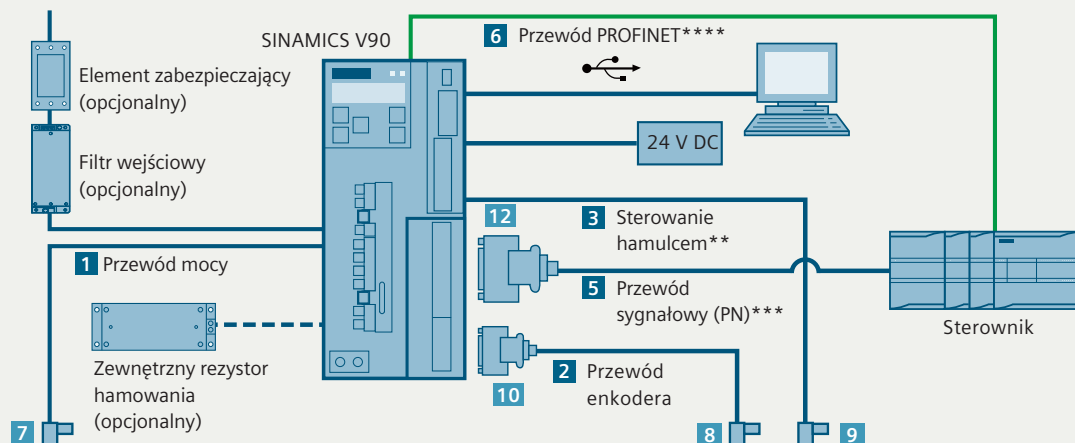 SINAMICS V90
6 Przewód PROFINET****
Element zabezpieczający
(opcjonalny)
24 V DC
Filtr wejściowy
(opcjonalny)
12
3 Sterowanie
hamulcem**
1 Przewód mocy
5 Przewód
sygnałowy (PN)***
Sterownik
Zewnętrzny rezystor
hamowania
(opcjonalny)
10
2 Przewód
enkodera
7
8
9